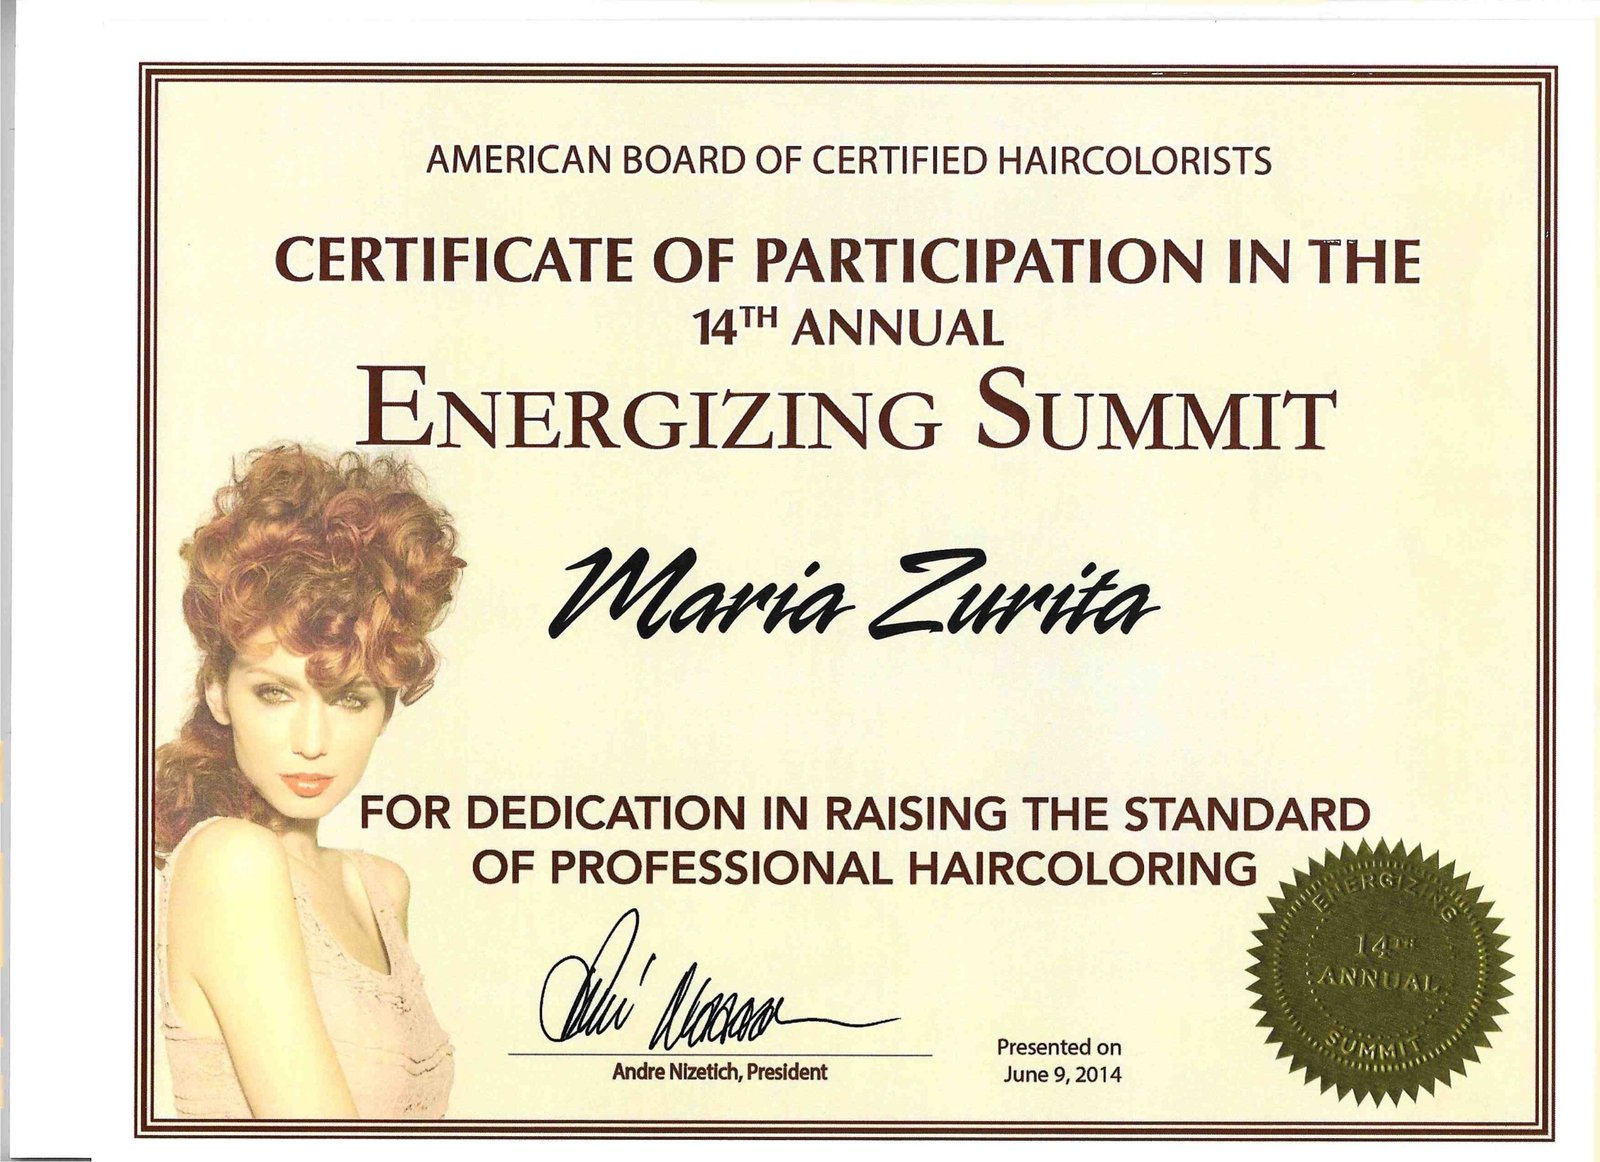 AMERICAN BOARD OF CERTIFIED HAIRCOLORISTS
CERTIFICATE OF PARTICIPATION IN THE
14TH ANNUAL
ENERGIZING SUMMIT
Maria Zurita
FOR DEDICATION IN RAISING THE STANDARD
OF PROFESSIONAL HAIRCOLORING
Andre Nizetich, President
Presented on
June 9, 2014
ENERGIZING
14TH
ANNUAL
SUMMIT